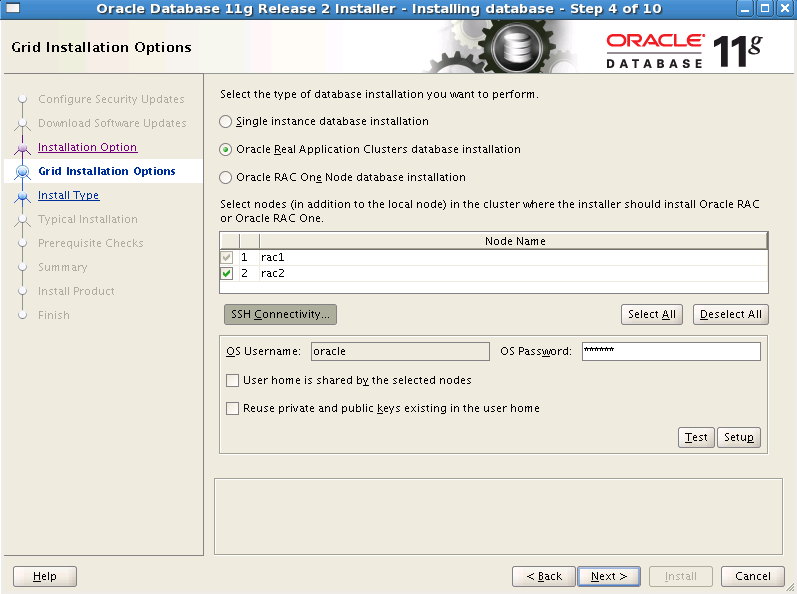 Oracle Database 11g Release 2 Installer - Installing database - Step 4 of 10
Grid Installation Options
ORACLE
DATABASE
11g
Configure Security Updates
Download Software Updates
Installation Option
Grid Installation Options
Install Type
Typical Installation
Prerequisite Checks
Summary
Install Product
Finish
Select the type of database installation you want to perform.
Single instance database installation
Oracle Real Application Clusters database installation
Oracle RAC One Node database installation
Select nodes (in addition to the local node) in the cluster where the installer should install Oracle RAC
or Oracle RAC One.
Node Name
1 rac1
2 rac2
SSH Connectivity... Select All Deselect All
OS Username: oracle OS Password: ******
User home is shared by the selected nodes
Reuse private and public keys existing in the user home
Test Setup
Help < Back Next > Install Cancel